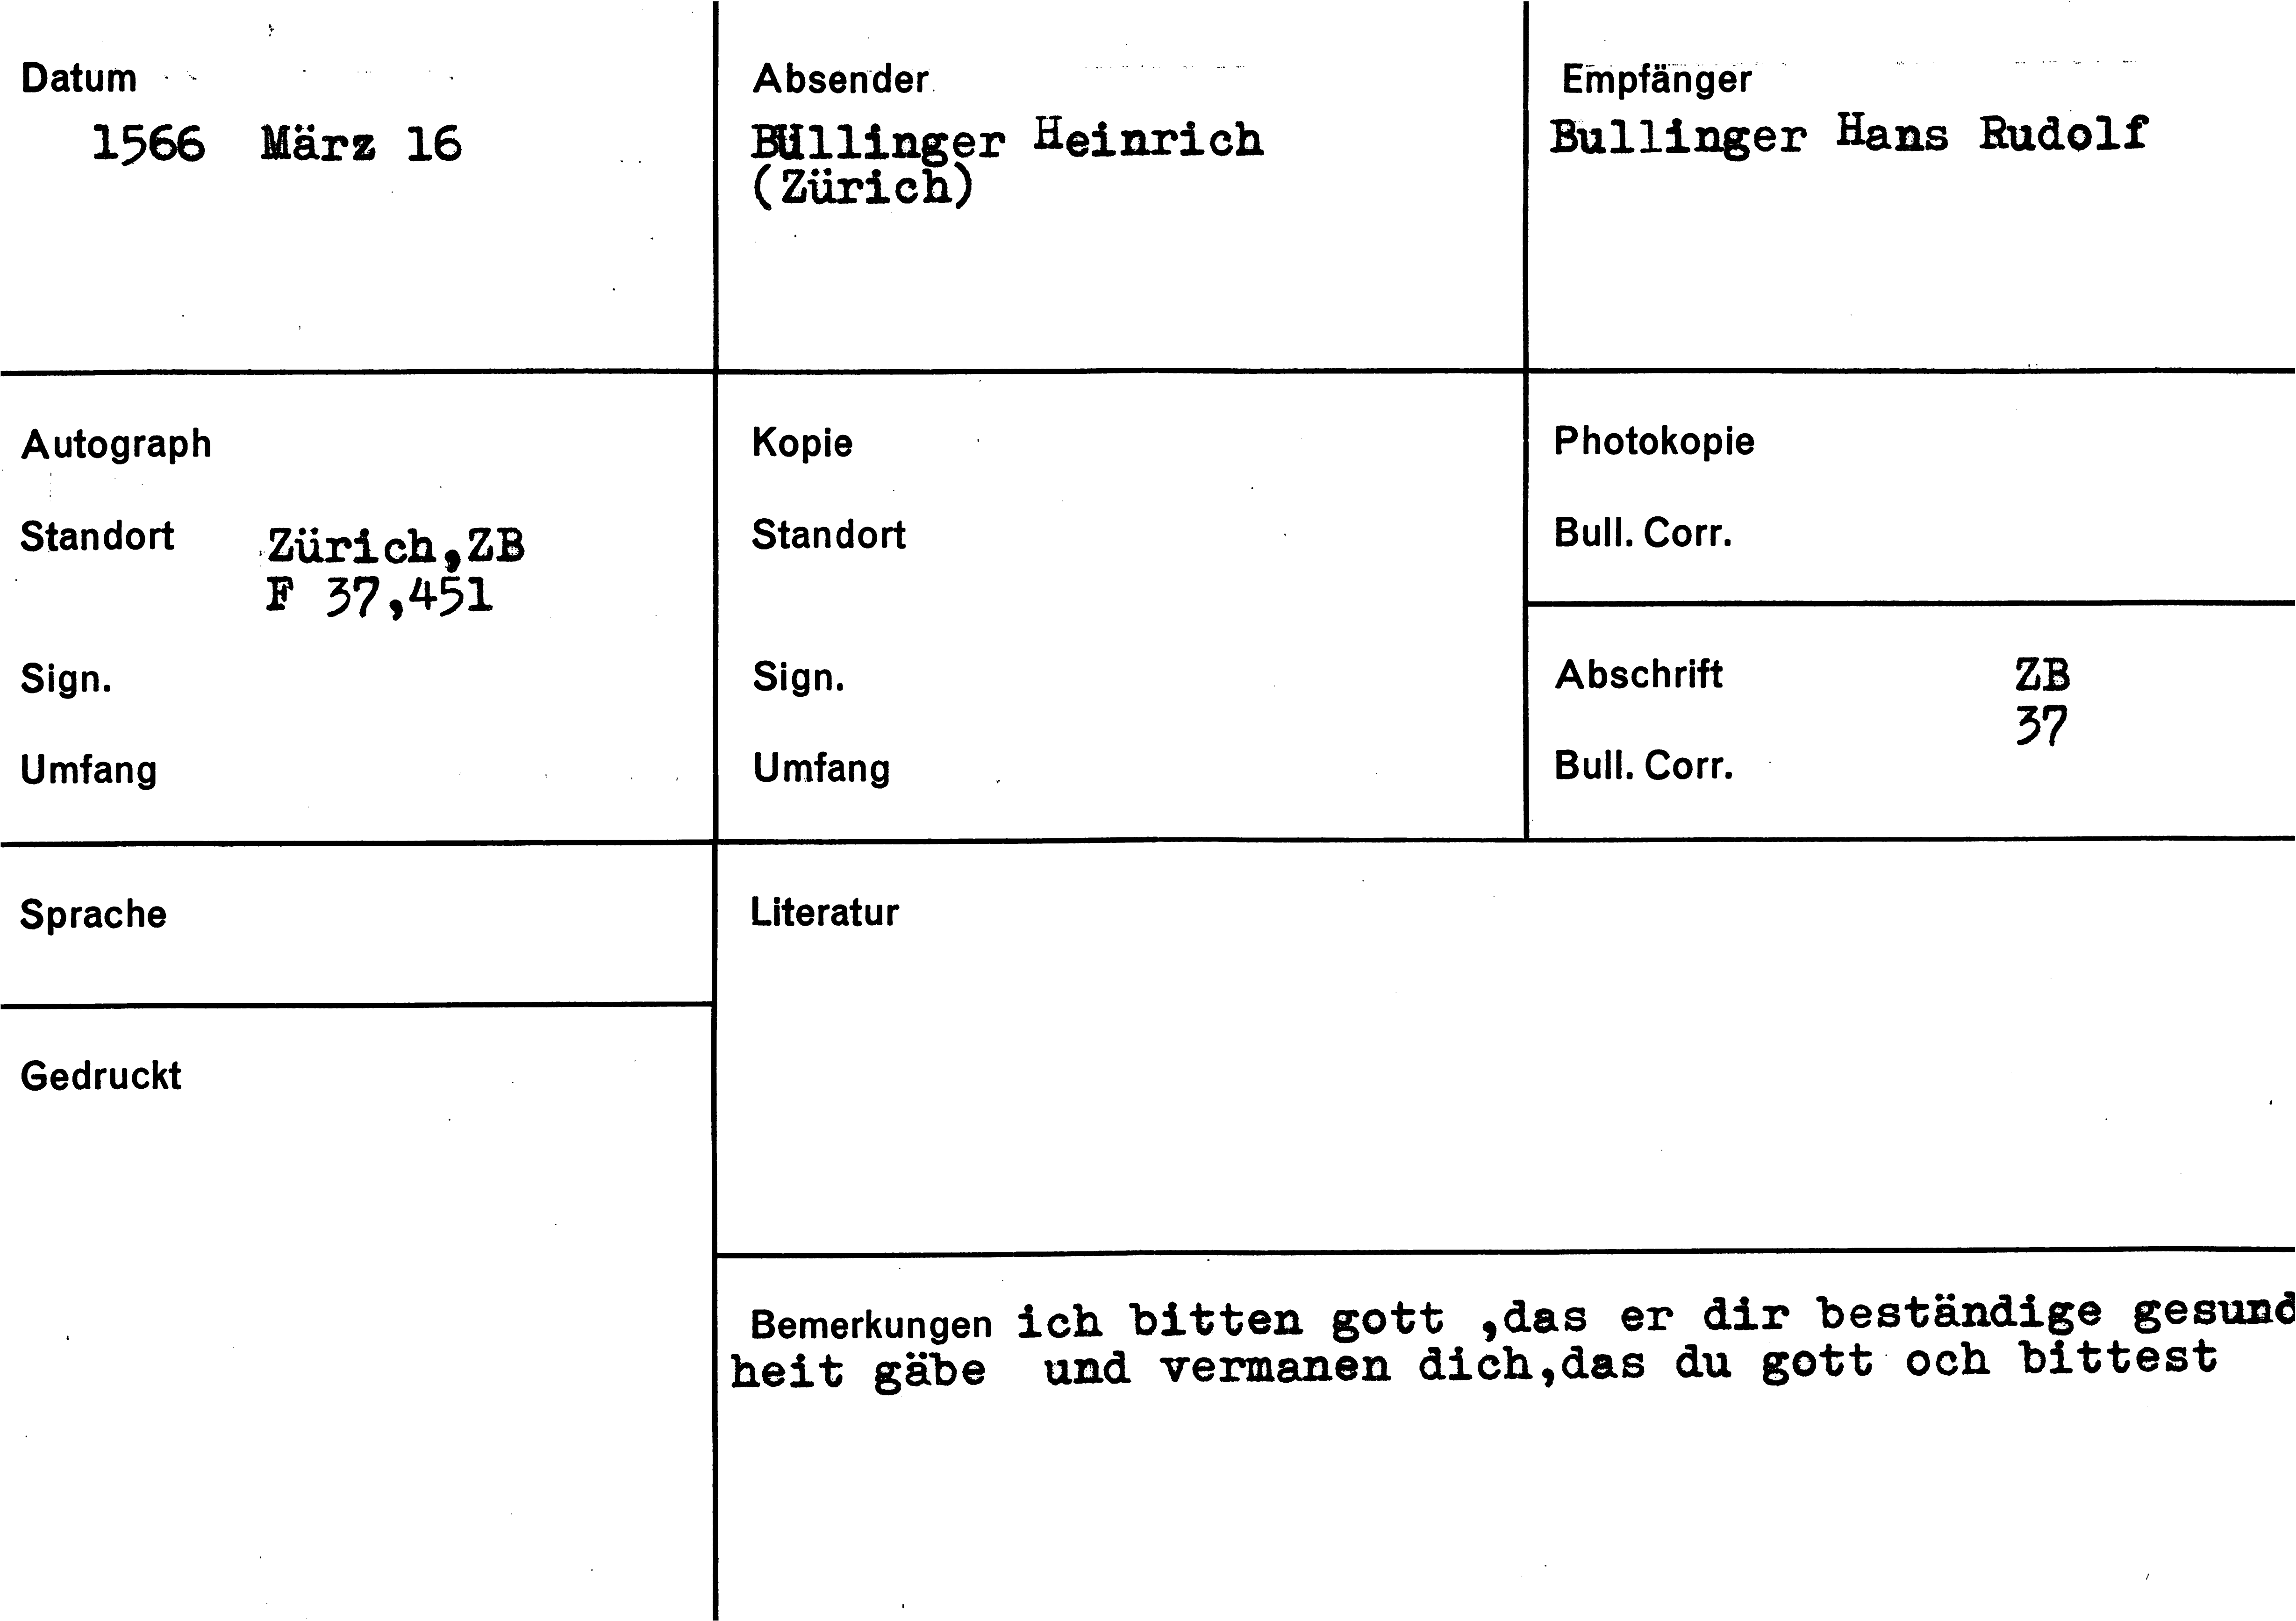 Datum
1566 März 16
Absender
Bullinger Heinrich
(Zürich)
Empfänger
Bullinger Hans Rudolf
Autograph
Standort Zürich,ZB
F 37,451
Sign.
Umfang
Kopie
Standort
Sign.
Umfang
Photokopie
Bull. Corr.
Abschrift ZB
37
Bull. Corr.
Sprache
Gedruckt
Literatur
Bemerkungen ich bitten gott ,das er dir beständige gesund
heit gäbe und vermanen dich,das du gott och bittest